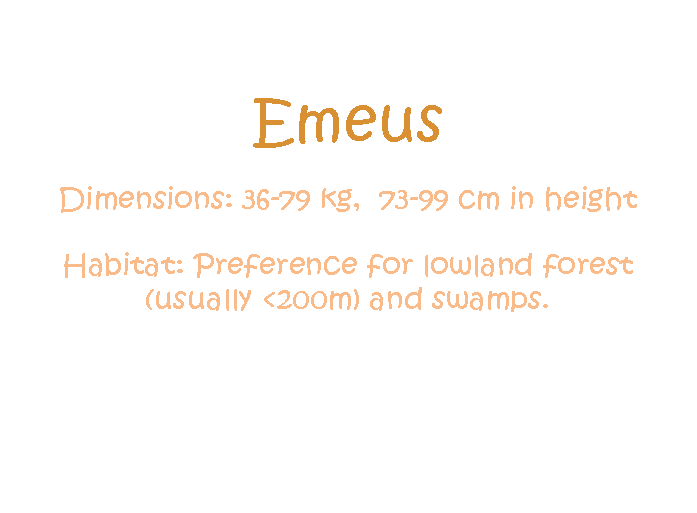 Emeus
Dimensions: 36-79 kg, 73-99 cm in height
Habitat: Preference for lowland forest
(usually <200m) and swamps.